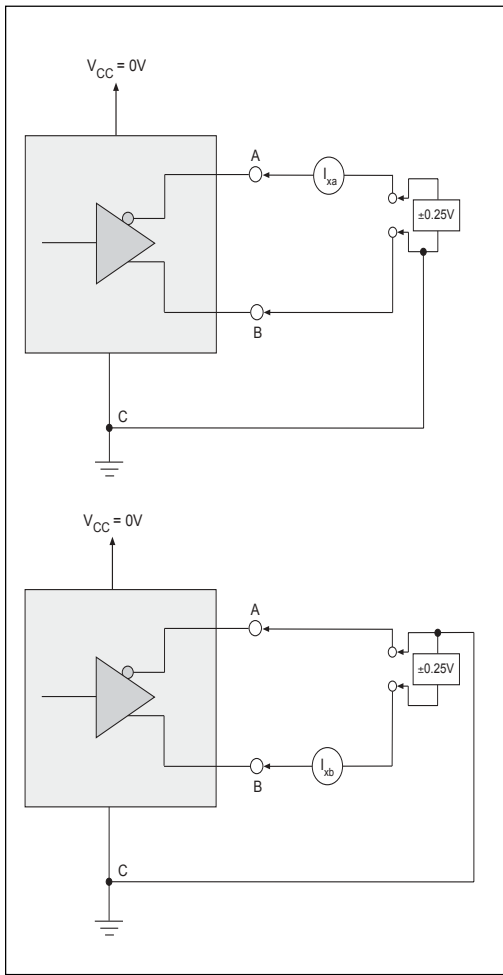 V_CC = 0V
A
I_xa
±0.25V
B
C
V_CC = 0V
A
±0.25V
I_xb
B
C